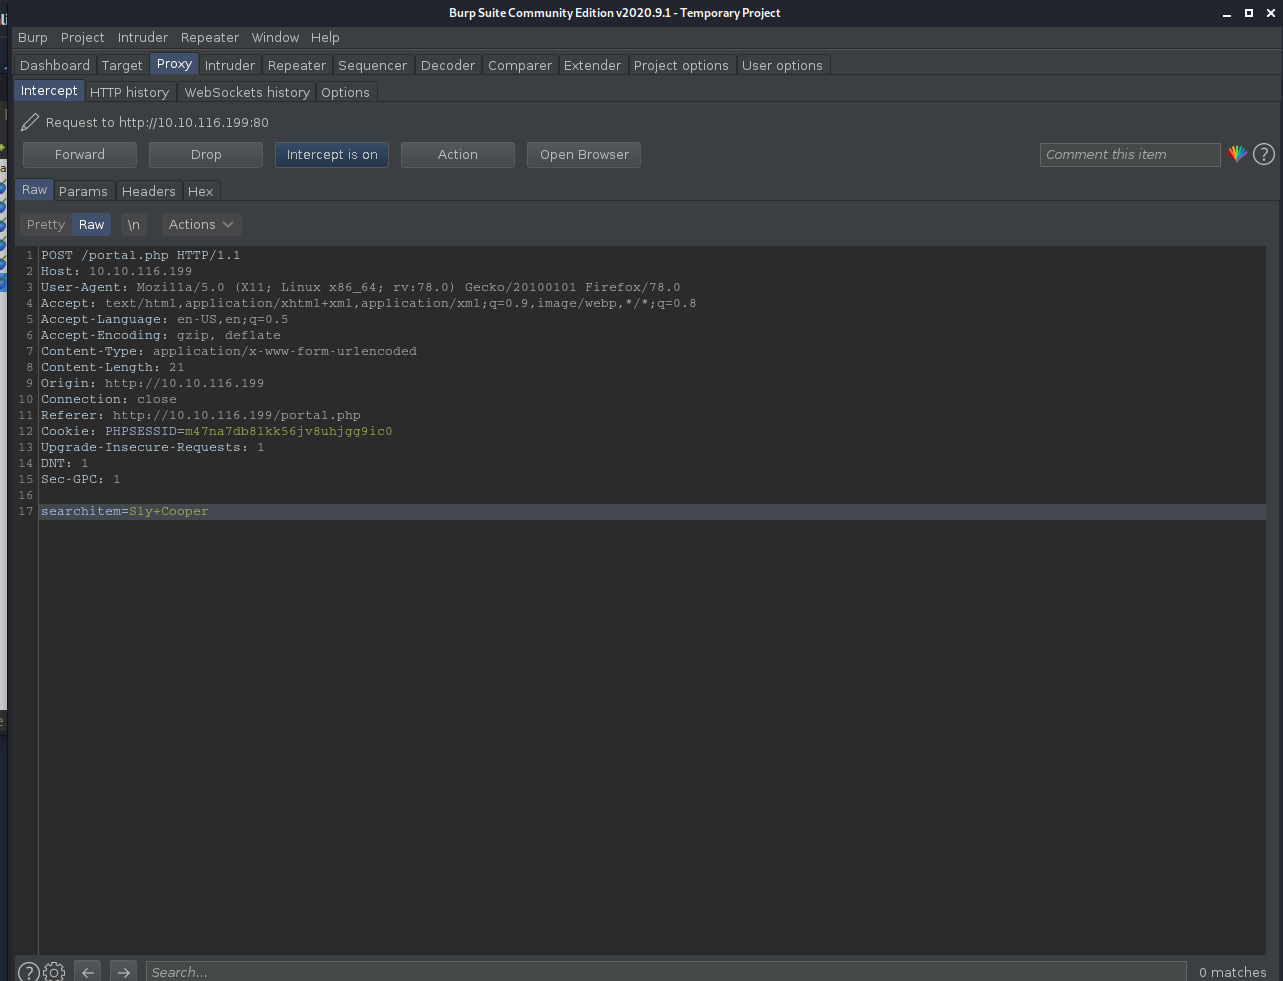 Burp Suite Community Edition v2020.9.1 - Temporary Project
Burp Project Intruder Repeater Window Help
Dashboard Target Proxy Intruder Repeater Sequencer Decoder Comparer Extender Project options User options
Intercept HTTP history WebSockets history Options
Request to http://10.10.116.199:80
Forward Drop Intercept is on Action Open Browser Comment this item
Raw Params Headers Hex
Pretty Raw \n Actions
1 POST /portal.php HTTP/1.1
2 Host: 10.10.116.199
3 User-Agent: Mozilla/5.0 (X11; Linux x86_64; rv:78.0) Gecko/20100101 Firefox/78.0
4 Accept: text/html,application/xhtml+xml,application/xml;q=0.9,image/webp,*/*;q=0.8
5 Accept-Language: en-US,en;q=0.5
6 Accept-Encoding: gzip, deflate
7 Content-Type: application/x-www-form-urlencoded
8 Content-Length: 21
9 Origin: http://10.10.116.199
10 Connection: close
11 Referer: http://10.10.116.199/portal.php
12 Cookie: PHPSESSID=m47na7db8lkk56jv8uhjgg9ic0
13 Upgrade-Insecure-Requests: 1
14 DNT: 1
15 Sec-GPC: 1
16
17 searchitem=Sly+Cooper
Search... 0 matches